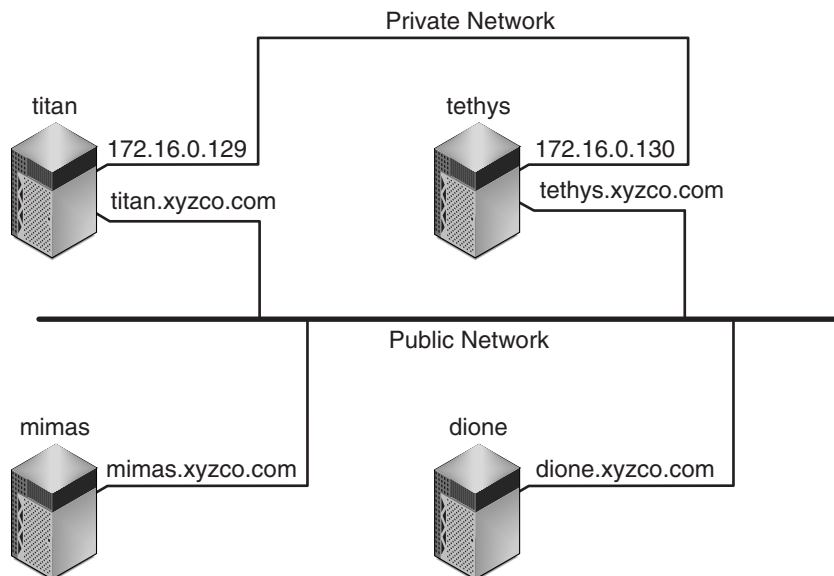 Private Network
titan
tethys
172.16.0.129
172.16.0.130
titan.xyzco.com
tethys.xyzco.com
Public Network
mimas
dione
mimas.xyzco.com
dione.xyzco.com